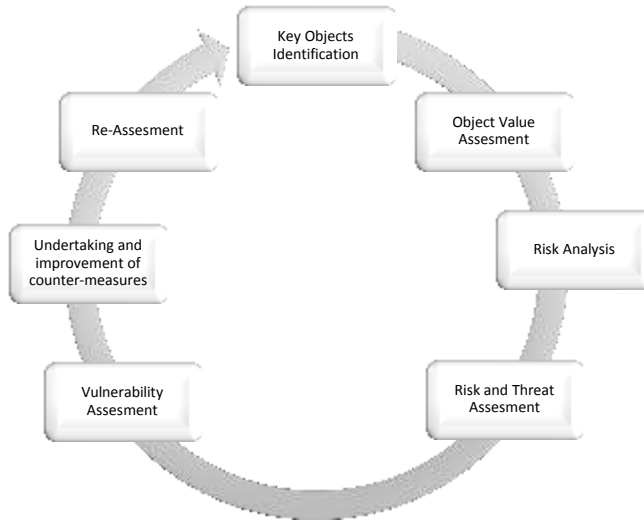 Key Objects
Identification
Object Value
Assesment
Risk Analysis
Risk and Threat
Assesment
Vulnerability
Assesment
Undertaking and
improvement of
counter-measures
Re-Assesment